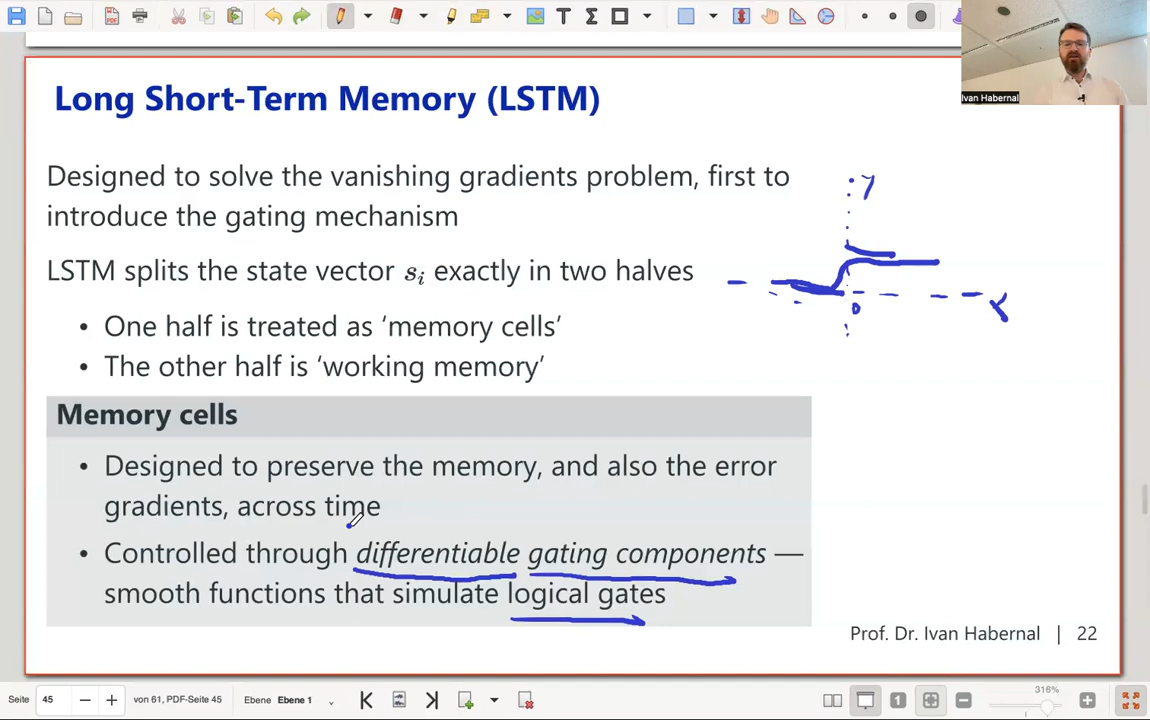 Ivan Habernal
Long Short-Term Memory (LSTM)
Designed to solve the vanishing gradients problem, first to
introduce the gating mechanism
LSTM splits the state vector sᵢ exactly in two halves
• One half is treated as ‘memory cells’
• The other half is ‘working memory’
Memory cells
• Designed to preserve the memory, and also the error
gradients, across time
• Controlled through differentiable gating components —
smooth functions that simulate logical gates
y
0
x
Prof. Dr. Ivan Habernal | 22
Seite 45 von 61, PDF-Seite 45 Ebene Ebene 1 1 316%